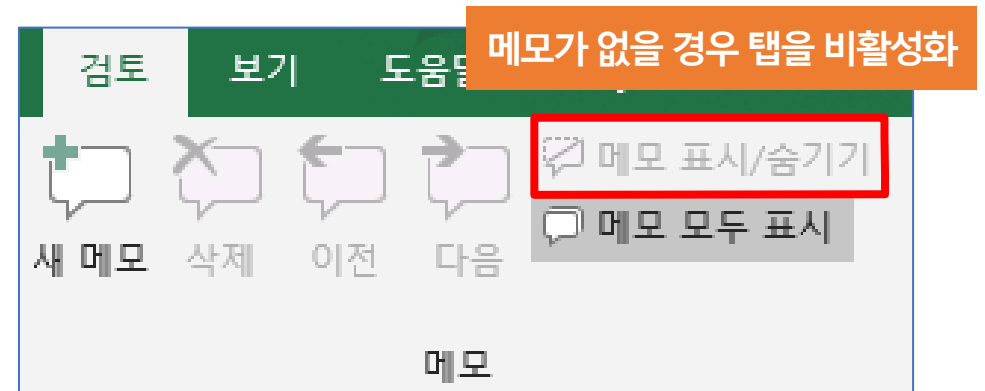 메모가 없을 경우 탭을 비활성화
검토 보기
메모 표시/숨기기
메모 모두 표시
새 메모 삭제 이전 다음
메모